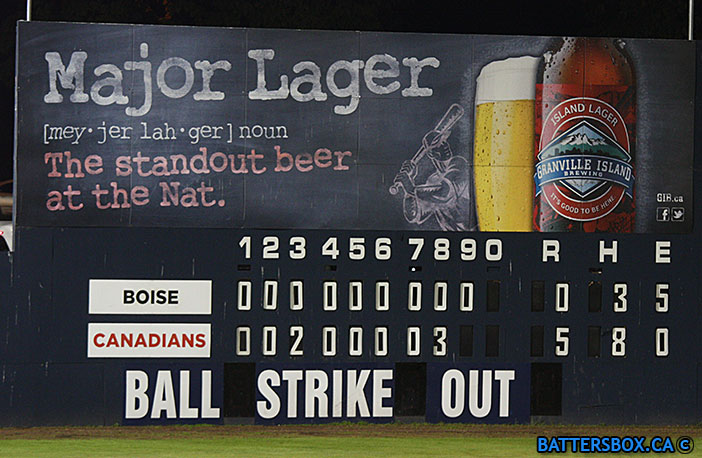 Major Lager
[mey·jer lah·ger] noun
The standout beer
at the Nat.
ISLAND LAGER
GRANVILLE ISLAND
BREWING
IT'S GOOD TO BE HERE
GIB.ca
1 2 3 4 5 6 7 8 9 0 R H E
BOISE 0 0 0 0 0 0 0 0 0 0 3 5
CANADIANS 0 0 2 0 0 0 0 3 5 8 0
BALL STRIKE OUT
BATTERSBOX.CA ©